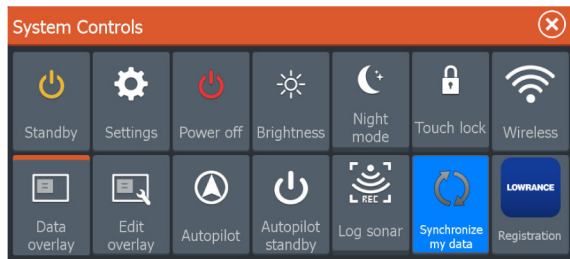 System Controls
Standby
Settings
Power off
Brightness
Night
mode
Touch lock
Wireless
Data
overlay
Edit
overlay
Autopilot
Autopilot
standby
REC
Log sonar
Synchronize
my data
LOWRANCE
Registration